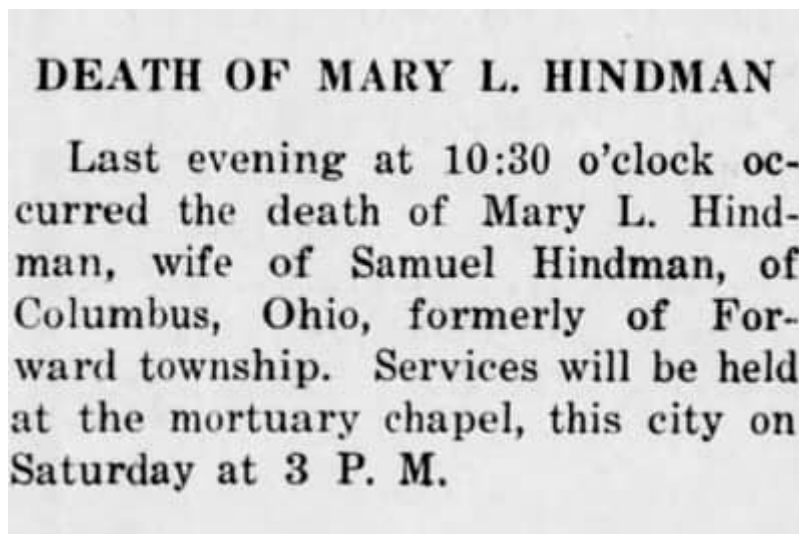 DEATH OF MARY L. HINDMAN
Last evening at 10:30 o'clock oc-
curred the death of Mary L. Hind-
man, wife of Samuel Hindman, of
Columbus, Ohio, formerly of For-
ward township. Services will be held
at the mortuary chapel, this city on
Saturday at 3 P. M.